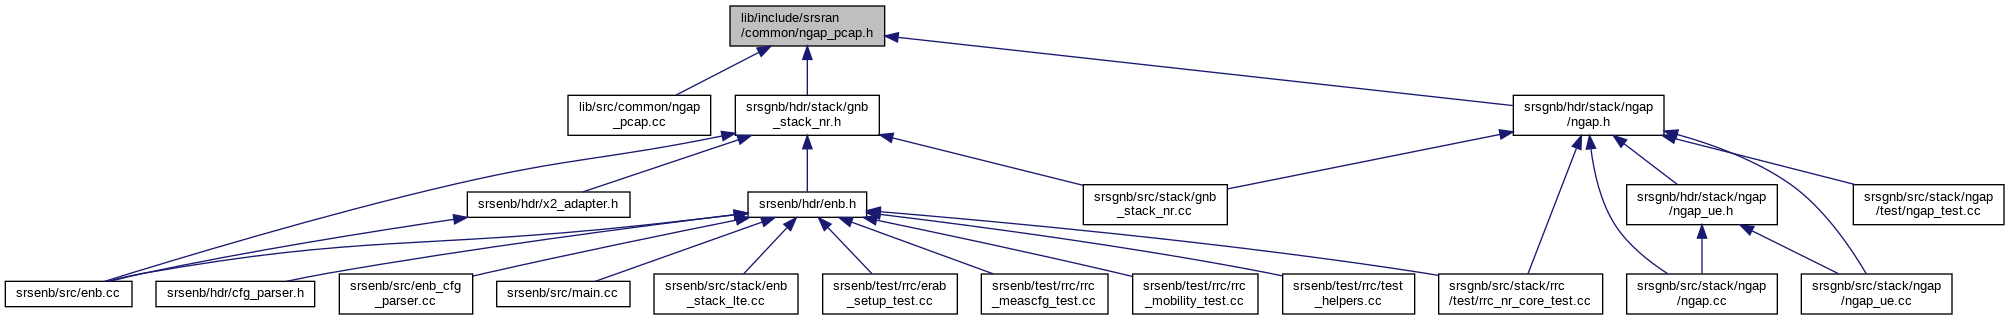 lib/include/srsran
/common/ngap_pcap.h
lib/src/common/ngap
_pcap.cc
srsgnb/hdr/stack/gnb
_stack_nr.h
srsgnb/hdr/stack/ngap
/ngap.h
srsenb/hdr/x2_adapter.h
srsenb/hdr/enb.h
srsgnb/src/stack/gnb
_stack_nr.cc
srsgnb/hdr/stack/ngap
/ngap_ue.h
srsgnb/src/stack/ngap
/test/ngap_test.cc
srsenb/src/enb.cc
srsenb/hdr/cfg_parser.h
srsenb/src/enb_cfg
_parser.cc
srsenb/src/main.cc
srsenb/src/stack/enb
_stack_lte.cc
srsenb/test/rrc/erab
_setup_test.cc
srsenb/test/rrc/rrc
_meascfg_test.cc
srsenb/test/rrc/rrc
_mobility_test.cc
srsenb/test/rrc/test
_helpers.cc
srsgnb/src/stack/rrc
/test/rrc_nr_core_test.cc
srsgnb/src/stack/ngap
/ngap.cc
srsgnb/src/stack/ngap
/ngap_ue.cc